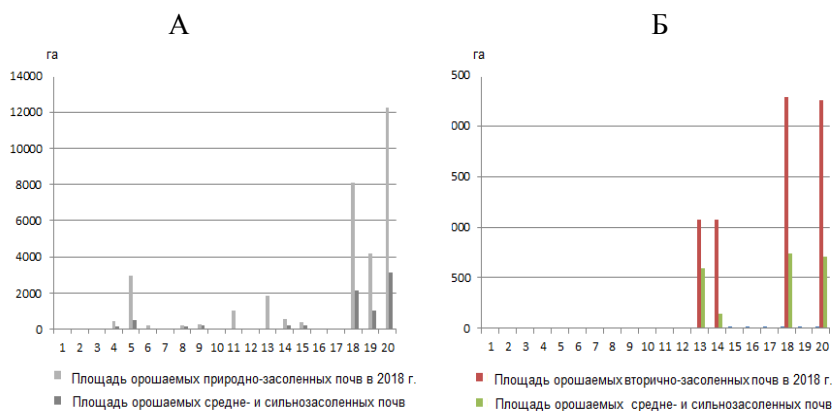 А
га
14000
12000
10000
8000
6000
4000
2000
0
1 2 3 4 5 6 7 8 9 10 11 12 13 14 15 16 17 18 19 20
Площадь орошаемых природно-засоленных почв в 2018 г.
Площадь орошаемых средне- и сильнозасоленных почв
Б
га
500
000
500
000
500
0
1 2 3 4 5 6 7 8 9 10 11 12 13 14 15 16 17 18 19 20
Площадь орошаемых вторично-засоленных почв в 2018 г.
Площадь орошаемых средне- и сильнозасоленных почв